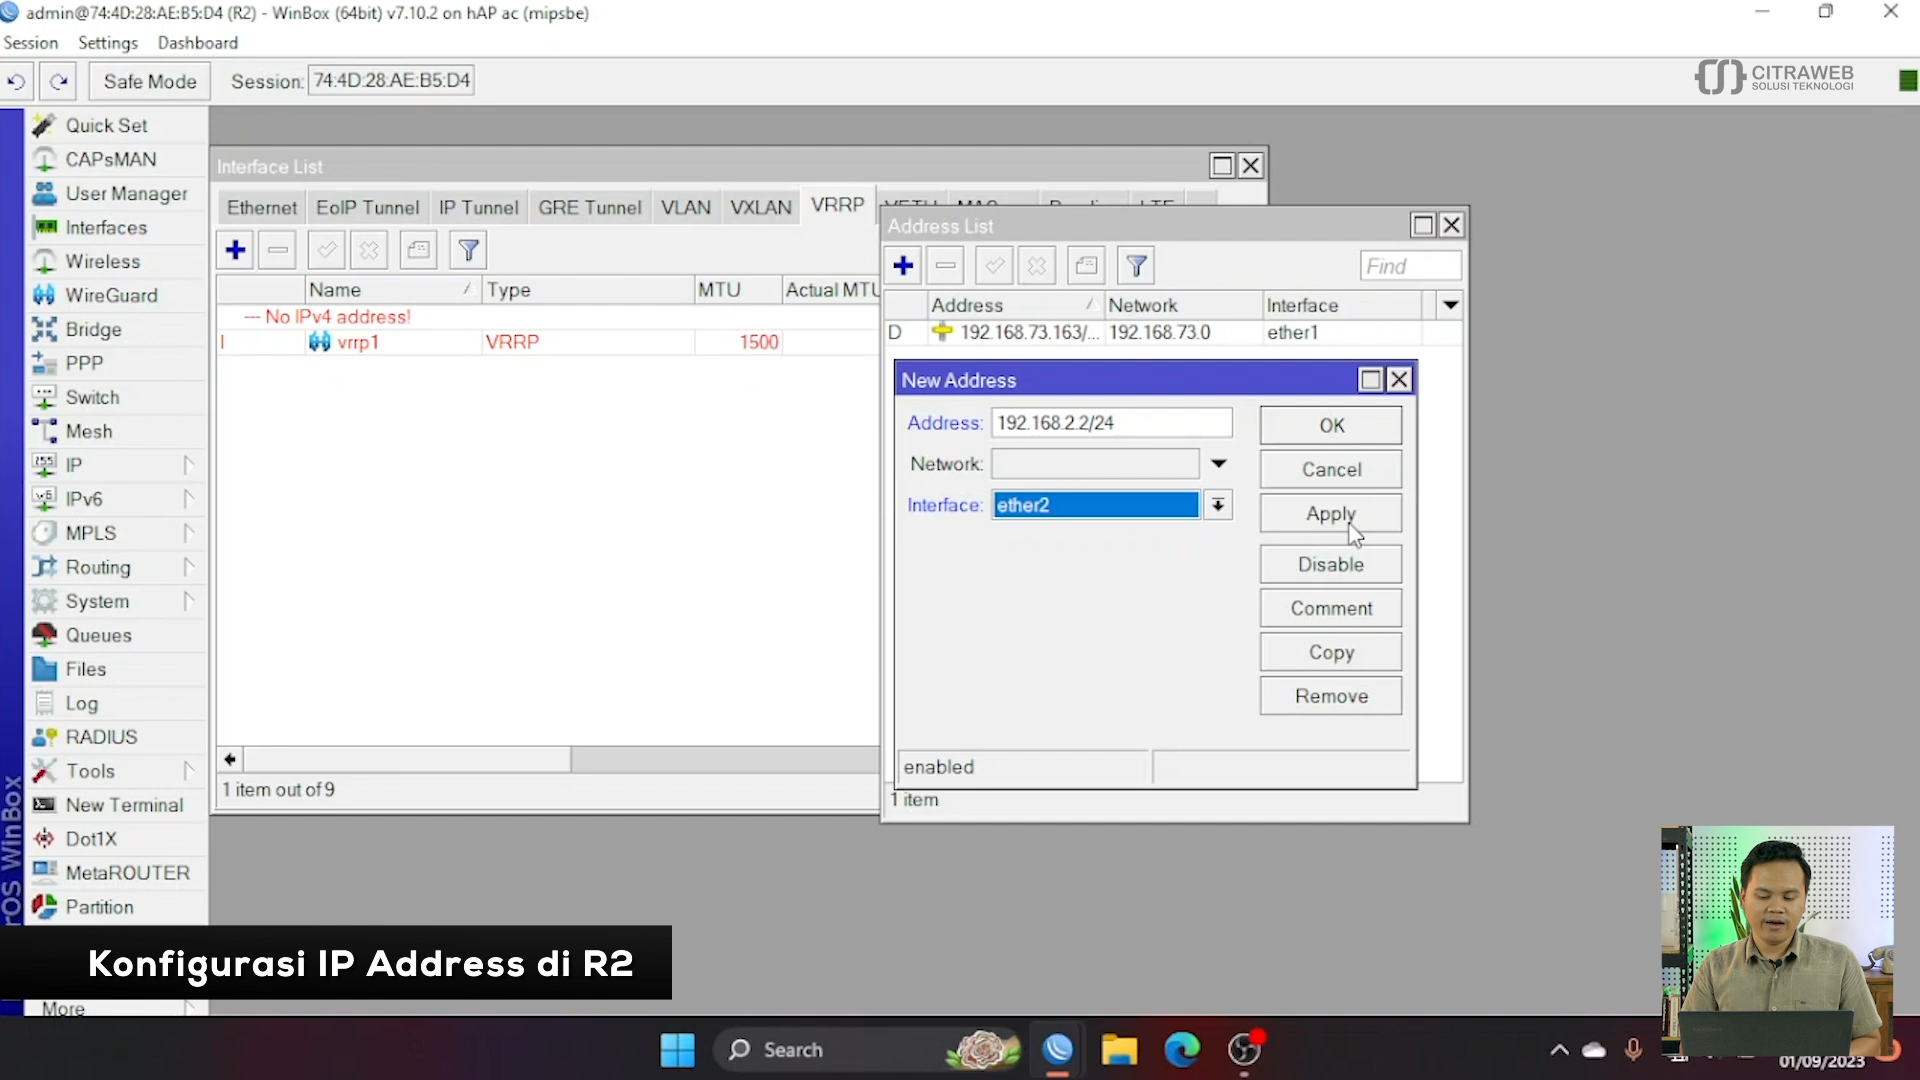 admin@74:4D:28:AE:B5:D4 (R2) - WinBox (64bit) v7.10.2 on hAP ac (mipsbe)
Session Settings Dashboard
Safe Mode Session: 74:4D:28:AE:B5:D4
CITRAWEB
SOLUSI TEKNOLOGI
Quick Set
CAPsMAN
User Manager
Interfaces
Wireless
WireGuard
Bridge
PPP
Switch
Mesh
IP
IPv6
MPLS
Routing
System
Queues
Files
Log
RADIUS
Tools
New Terminal
Dot1X
MetaROUTER
Partition
More
Interface List
Ethernet EoIP Tunnel IP Tunnel GRE Tunnel VLAN VXLAN VRRP
Name Type MTU Actual MTU
--- No IPv4 address!
I vrrp1 VRRP 1500
1 item out of 9
Address List
Find
Address Network Interface
D 192.168.73.163/... 192.168.73.0 ether1
New Address
Address: 192.168.2.2/24
Network:
Interface: ether2
OK
Cancel
Apply
Disable
Comment
Copy
Remove
enabled
1 item
Konfigurasi IP Address di R2
Search
01/09/2023